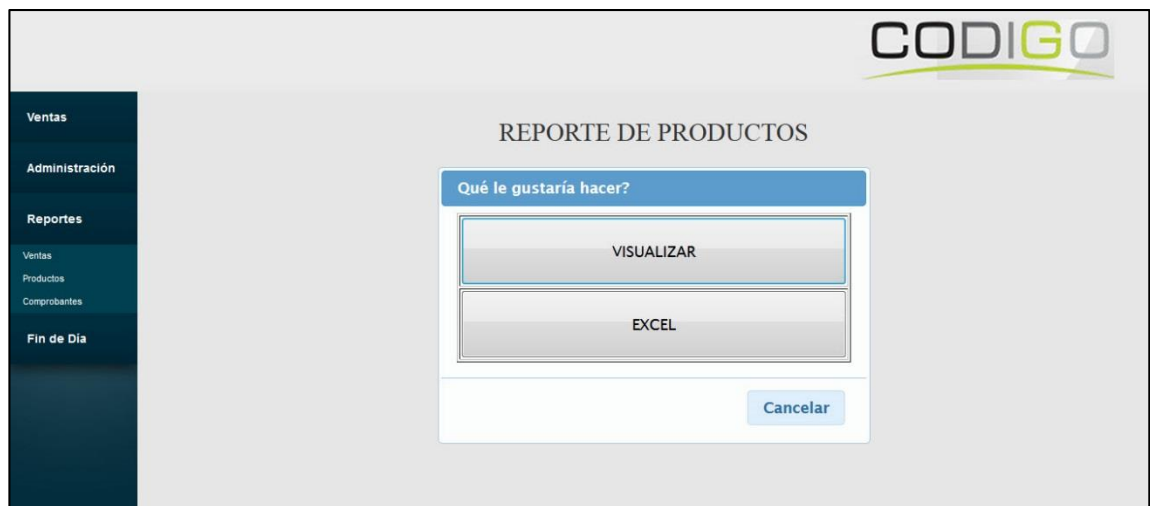 CODIGO
Ventas
Administración
Reportes
Ventas
Productos
Comprobantes
Fin de Día
REPORTE DE PRODUCTOS
Qué le gustaría hacer?
VISUALIZAR
EXCEL
Cancelar